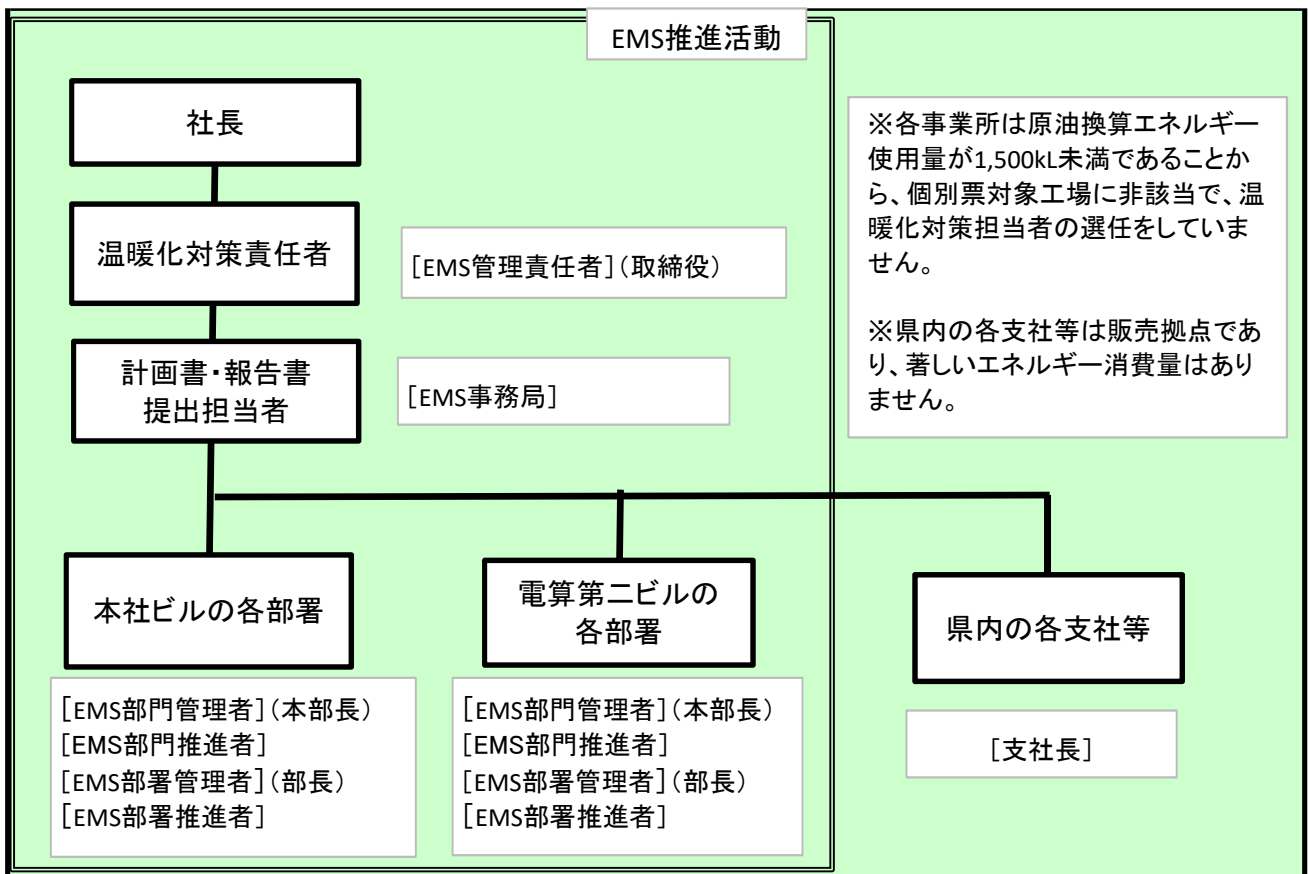 EMS推進活動
社長
※各事業所は原油換算エネルギー
使用量が1,500kL未満であることか
ら、個別票対象工場に非該当で、温
暖化対策担当者の選任をしていま
せん。
※県内の各支社等は販売拠点であ
り、著しいエネルギー消費量はあり
ません。
温暖化対策責任者
［EMS管理責任者］（取締役）
計画書・報告書
提出担当者
［EMS事務局］
本社ビルの各部署
［EMS部門管理者］（本部長）
［EMS部門推進者］
［EMS部署管理者］（部長）
［EMS部署推進者］
電算第二ビルの
各部署
［EMS部門管理者］（本部長）
［EMS部門推進者］
［EMS部署管理者］（部長）
［EMS部署推進者］
県内の各支社等
［支社長］